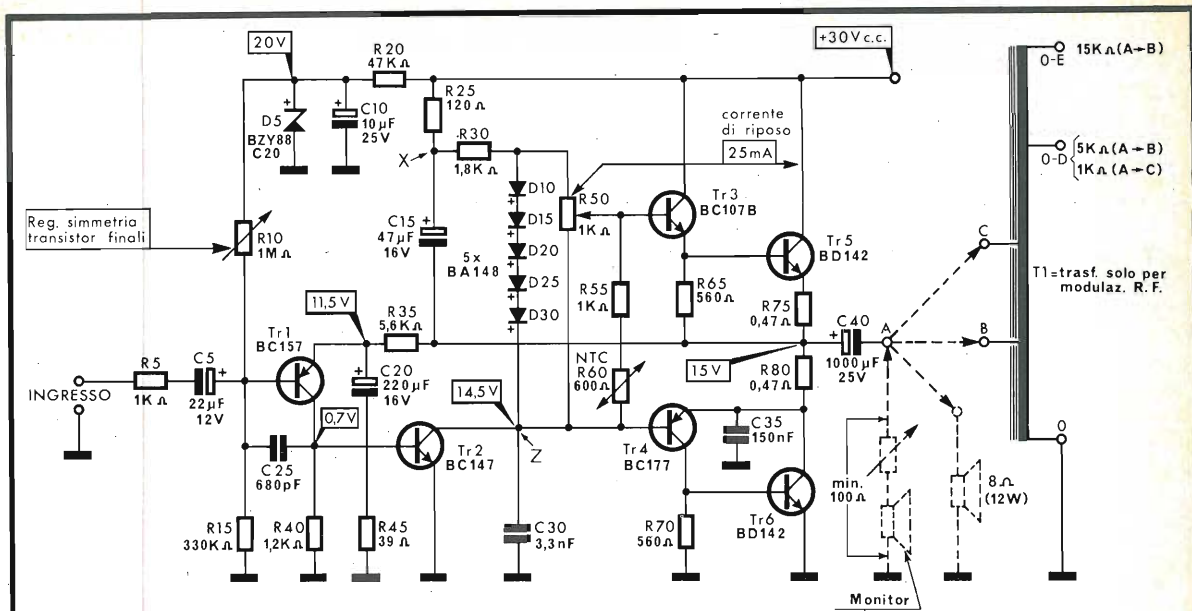 20V
R20
47KΩ
+30V c.c.
15KΩ (A→B)
0-E
R25
120Ω
D5
BZY88
C20
C10
10µF
25V
X
R30
1,8KΩ
corrente
di riposo
25mA
5KΩ (A→B)
0-D
1KΩ (A→C)
D10
R50
1KΩ
Tr3
BC107B
Reg. simmetria
transistor finali
R10
1MΩ
C15
47µF
16V
D15
D20
5x
BA148
D25
D30
Tr5
BD142
C
T1=trasf. solo per
modulaz. R.F.
R55
1KΩ
R65
560Ω
R75
0,47Ω
11,5V
R35
5,6KΩ
C40
1000µF
25V
A
B
Tr1
BC157
R5
1KΩ
C5
22µF
12V
INGRESSO
C20
220µF
16V
NTC
R60
600Ω
15V
R80
0,47Ω
14,5V
0,7V
Z
Tr2
BC147
Tr4
BC177
C35
150nF
O
C25
680pF
min.
100Ω
8Ω
(12W)
Tr6
BD142
R15
330KΩ
R40
1,2KΩ
R45
39Ω
C30
3,3nF
R70
560Ω
Monitor